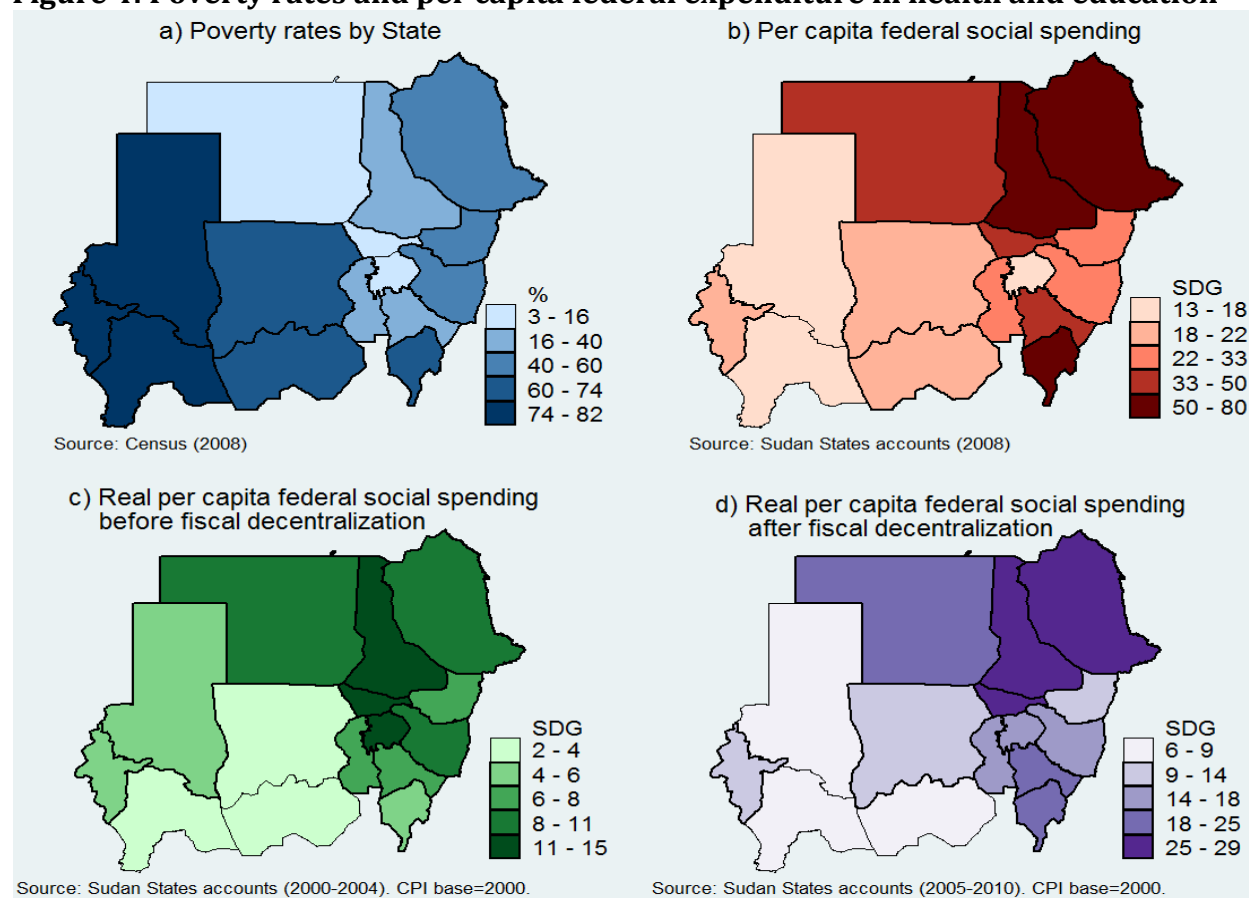 a) Poverty rates by State
%
3 - 16
16 - 40
40 - 60
60 - 74
74 - 82
Source: Census (2008)
b) Per capita federal social spending
SDG
13 - 18
18 - 22
22 - 33
33 - 50
50 - 80
Source: Sudan States accounts (2008)
c) Real per capita federal social spending
before fiscal decentralization
SDG
2 - 4
4 - 6
6 - 8
8 - 11
11 - 15
Source: Sudan States accounts (2000-2004). CPI base=2000.
d) Real per capita federal social spending
after fiscal decentralization
SDG
6 - 9
9 - 14
14 - 18
18 - 25
25 - 29
Source: Sudan States accounts (2005-2010). CPI base=2000.